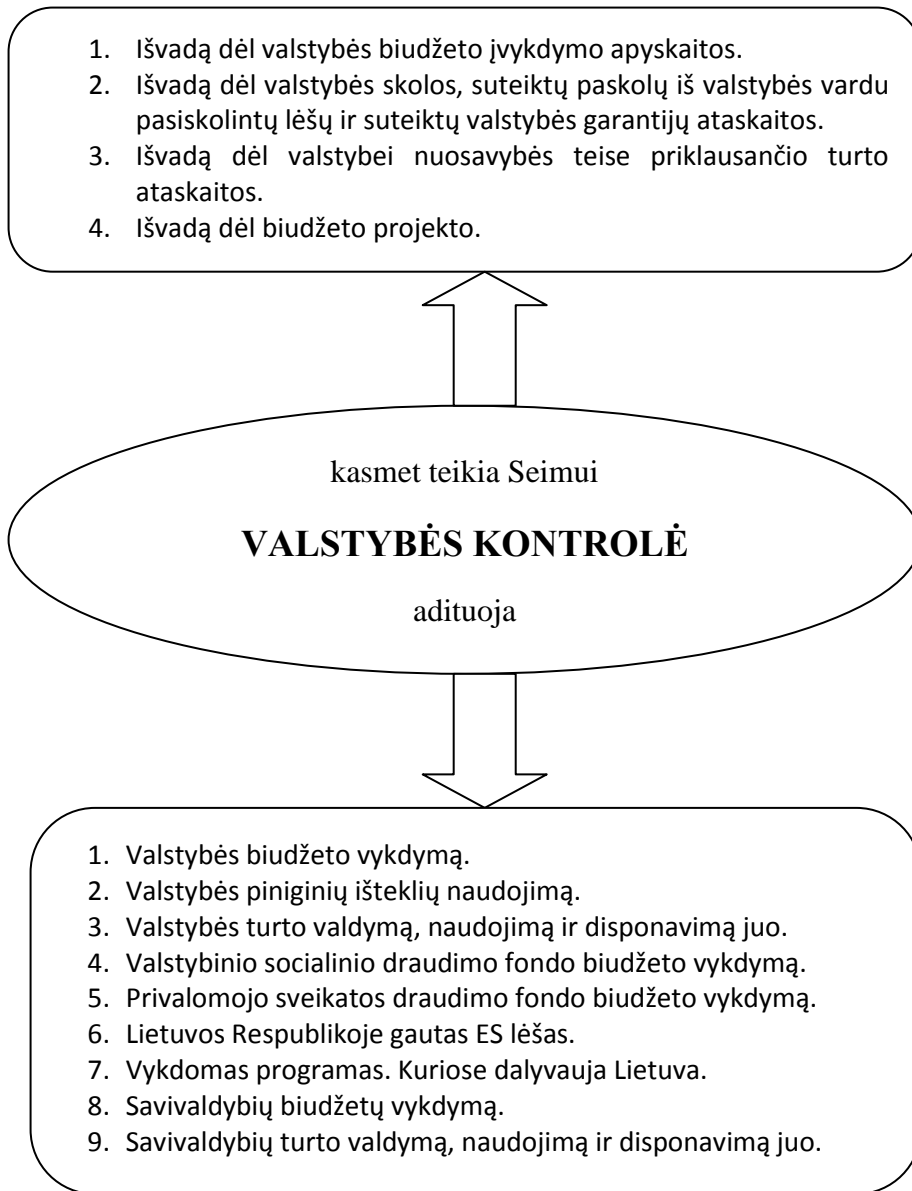 1. Išvadą dėl valstybės biudžeto įvykdymo apyskaitos.
2. Išvadą dėl valstybės skolos, suteiktų paskolų iš valstybės vardu
pasiskolintų lėšų ir suteiktų valstybės garantijų ataskaitos.
3. Išvadą dėl valstybei nuosavybės teise priklausančio turto
ataskaitos.
4. Išvadą dėl biudžeto projekto.
kasmet teikia Seimui
VALSTYBĖS KONTROLĖ
adituoja
1. Valstybės biudžeto vykdymą.
2. Valstybės piniginių išteklių naudojimą.
3. Valstybės turto valdymą, naudojimą ir disponavimą juo.
4. Valstybinio socialinio draudimo fondo biudžeto vykdymą.
5. Privalomojo sveikatos draudimo fondo biudžeto vykdymą.
6. Lietuvos Respublikoje gautas ES lėšas.
7. Vykdomas programas. Kuriose dalyvauja Lietuva.
8. Savivaldybių biudžetų vykdymą.
9. Savivaldybių turto valdymą, naudojimą ir disponavimą juo.